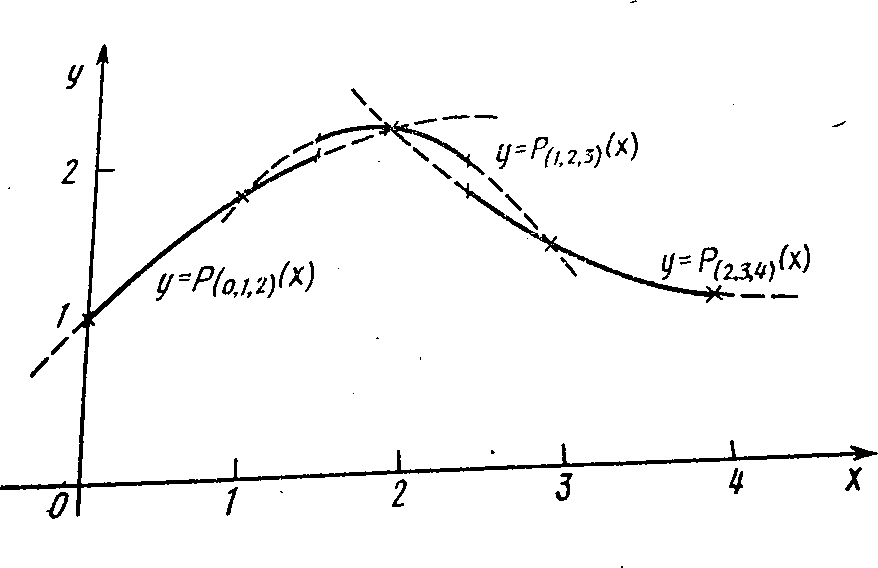 y
2
y=P(1,2,3)(x)
y=P(0,1,2)(x)
y=P(2,3,4)(x)
1
0
1
2
3
4
x